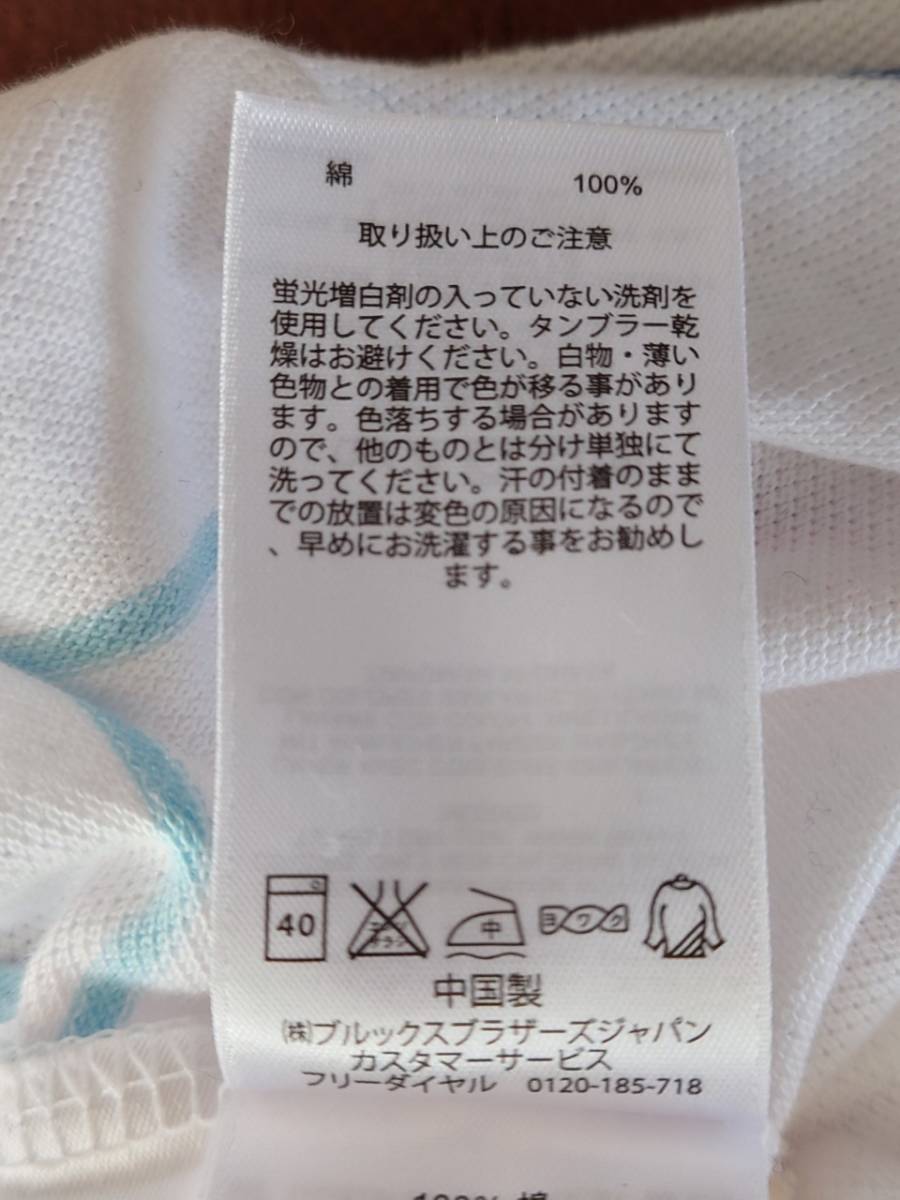 綿 100%
取り扱い上のご注意
蛍光増白剤の入っていない洗剤を
使用してください。タンブラー乾
燥はお避けください。白物・薄い
色物との着用で色が移る事があり
ます。色落ちする場合があります
ので、他のものとは分け単独にて
洗ってください。汗の付着のまま
での放置は変色の原因になるので
、早めにお洗濯する事をお勧めし
ます。
40 中 ヨワク
中国製
㈱ブルックスブラザーズジャパン
カスタマーサービス
フリーダイヤル 0120-185-718
100% 棉